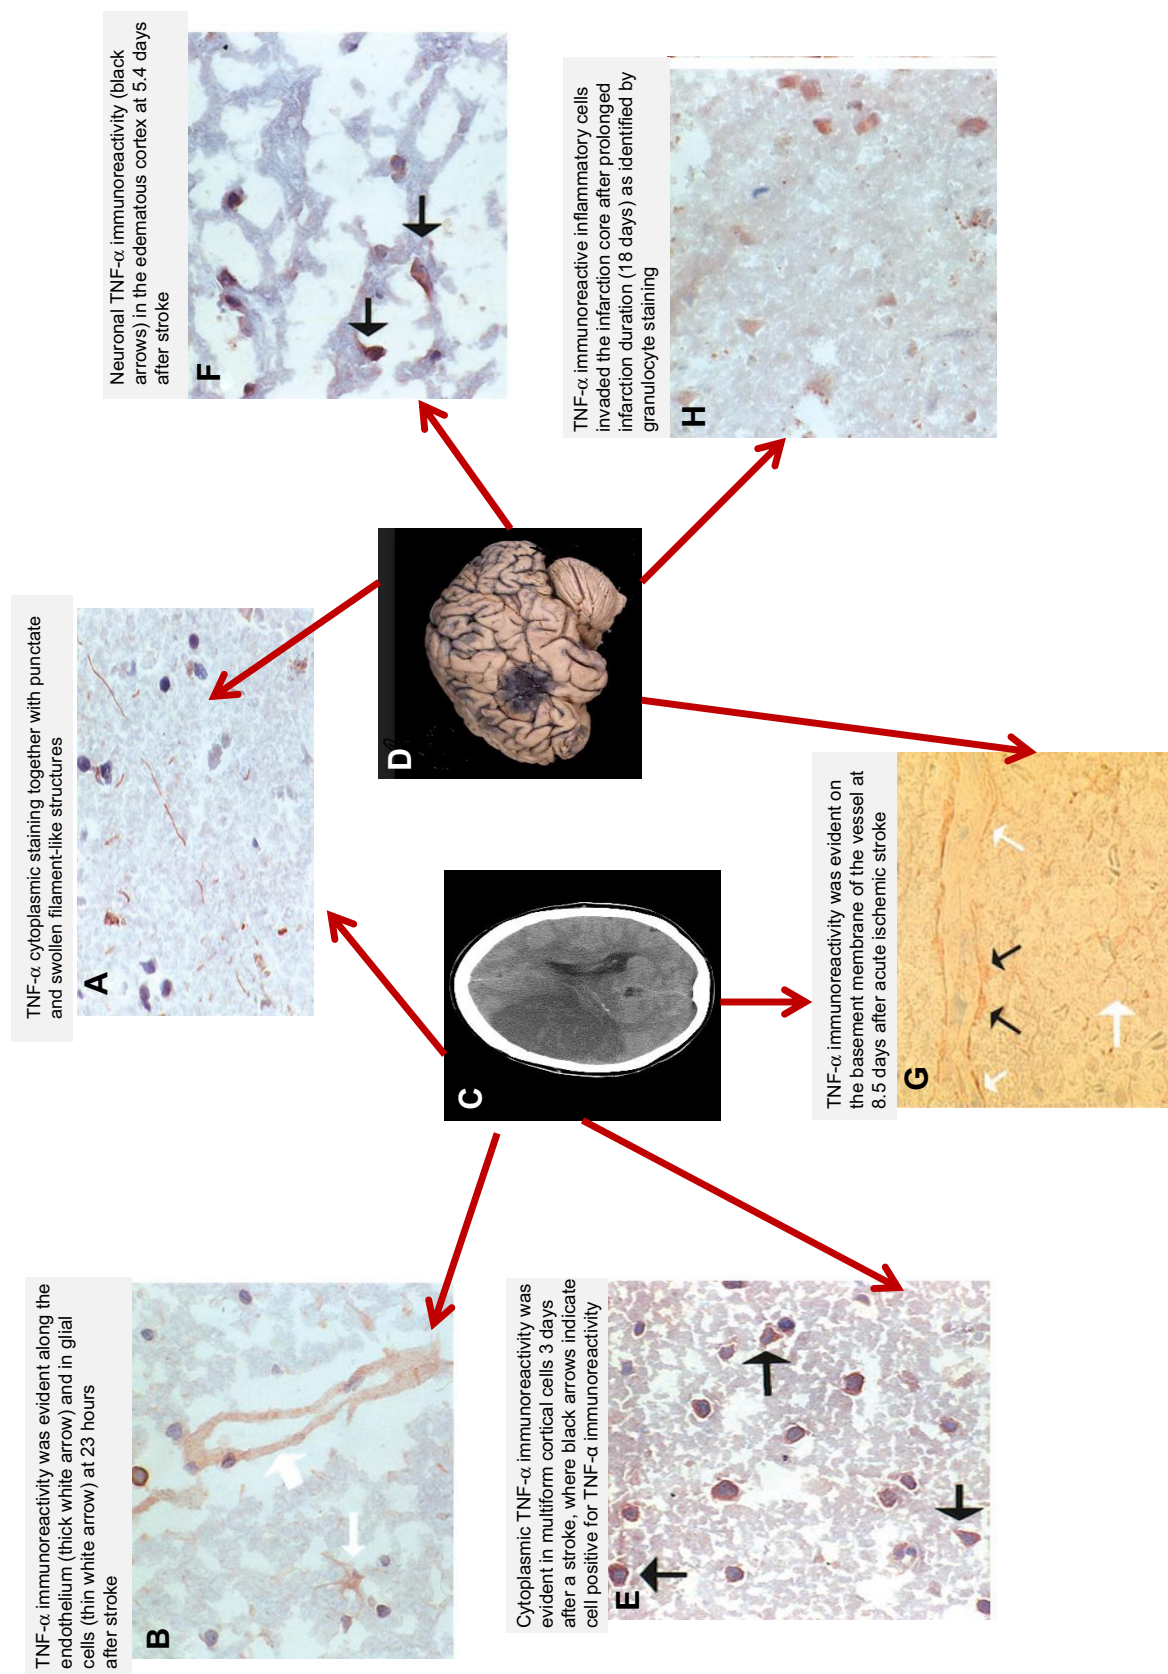 TNF-α immunoreactivity was evident along the
endothelium (thick white arrow) and in glial
cells (thin white arrow) at 23 hours
after stroke
B
TNF-α cytoplasmic staining together with punctate
and swollen filament-like structures
A
Neuronal TNF-α immunoreactivity (black
arrows) in the edematous cortex at 5.4 days
after stroke
F
C
D
Cytoplasmic TNF-α immunoreactivity was
evident in multiform cortical cells 3 days
after a stroke, where black arrows indicate
cell positive for TNF-α immunoreactivity
E
TNF-α immunoreactivity was evident on
the basement membrane of the vessel at
8.5 days after acute ischemic stroke
G
TNF-α immunoreactive inflammatory cells
invaded the infarction core after prolonged
infarction duration (18 days) as identified by
granulocyte staining
H